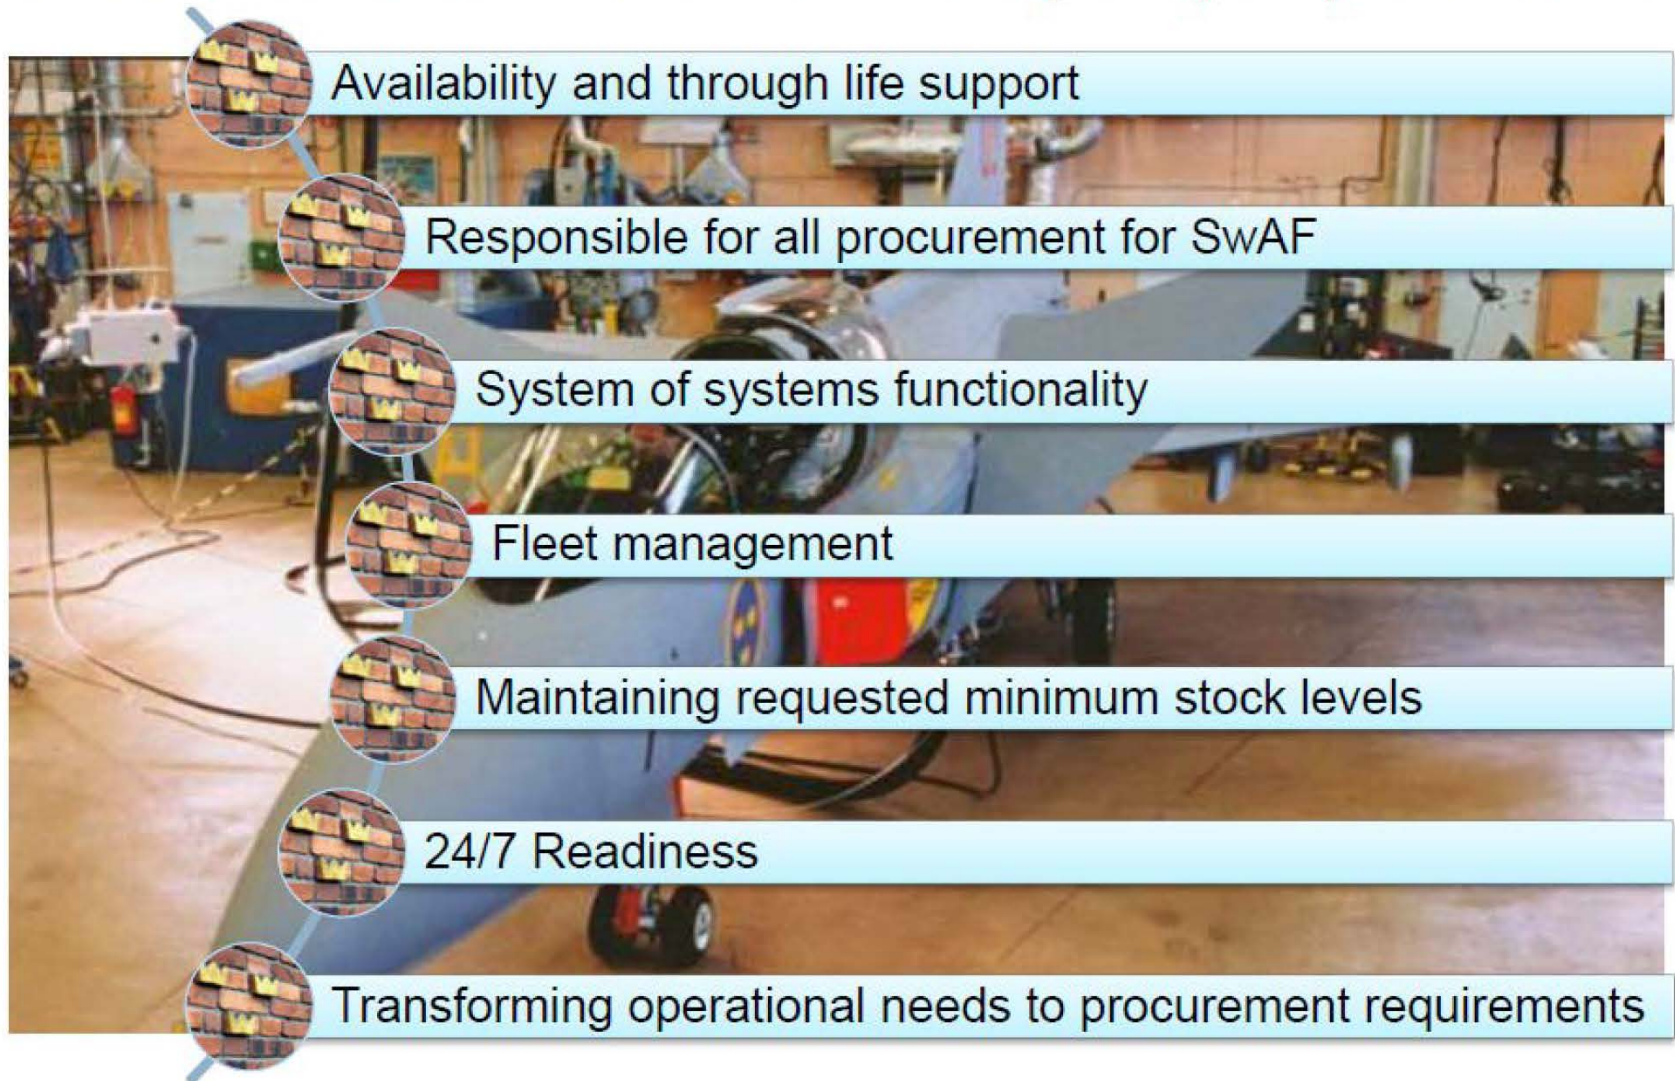 Availability and through life support
Responsible for all procurement for SwAF
System of systems functionality
Fleet management
Maintaining requested minimum stock levels
24/7 Readiness
Transforming operational needs to procurement requirements